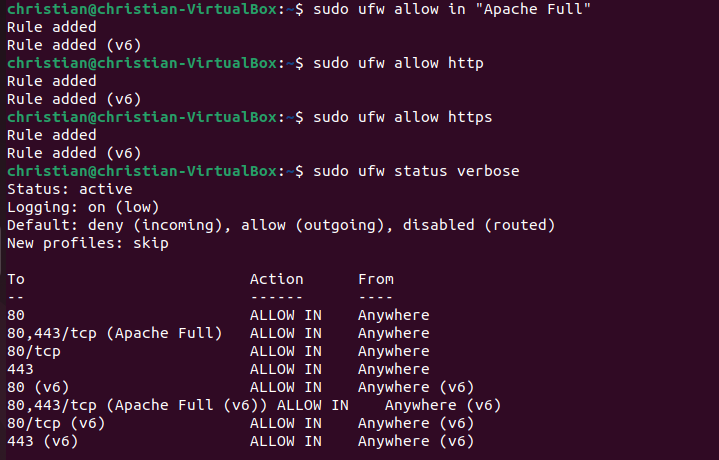 christian@christian-VirtualBox:~$ sudo ufw allow in "Apache Full"
Rule added
Rule added (v6)
christian@christian-VirtualBox:~$ sudo ufw allow http
Rule added
Rule added (v6)
christian@christian-VirtualBox:~$ sudo ufw allow https
Rule added
Rule added (v6)
christian@christian-VirtualBox:~$ sudo ufw status verbose
Status: active
Logging: on (low)
Default: deny (incoming), allow (outgoing), disabled (routed)
New profiles: skip

To                         Action      From
--                         ------      ----
80                         ALLOW IN    Anywhere
80,443/tcp (Apache Full)   ALLOW IN    Anywhere
80/tcp                     ALLOW IN    Anywhere
443                        ALLOW IN    Anywhere
80 (v6)                    ALLOW IN    Anywhere (v6)
80,443/tcp (Apache Full (v6)) ALLOW IN    Anywhere (v6)
80/tcp (v6)                ALLOW IN    Anywhere (v6)
443 (v6)                   ALLOW IN    Anywhere (v6)